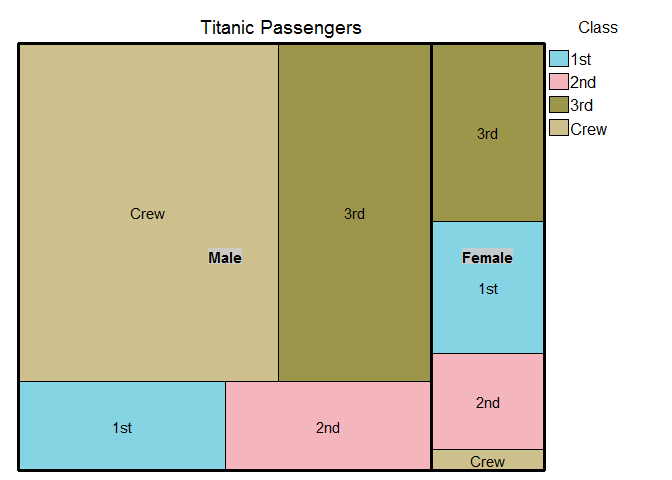 Titanic Passengers
Class
1st
2nd
3rd
Crew
Crew
3rd
Male
1st
2nd
3rd
Female
1st
2nd
Crew